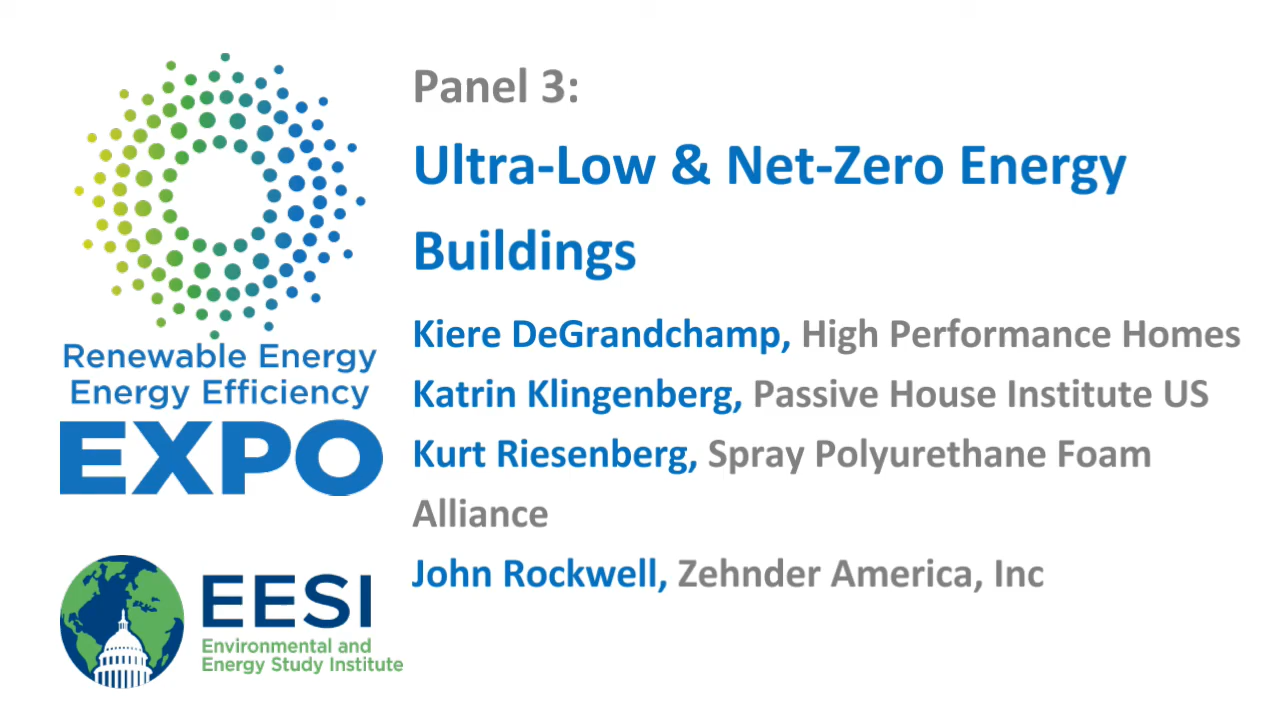 Panel 3:
Ultra-Low & Net-Zero Energy
Buildings
Kiere DeGrandchamp, High Performance Homes
Katrin Klingenberg, Passive House Institute US
Kurt Riesenberg, Spray Polyurethane Foam
Alliance
John Rockwell, Zehnder America, Inc
Renewable Energy
Energy Efficiency
EXPO
EESI
Environmental and
Energy Study Institute